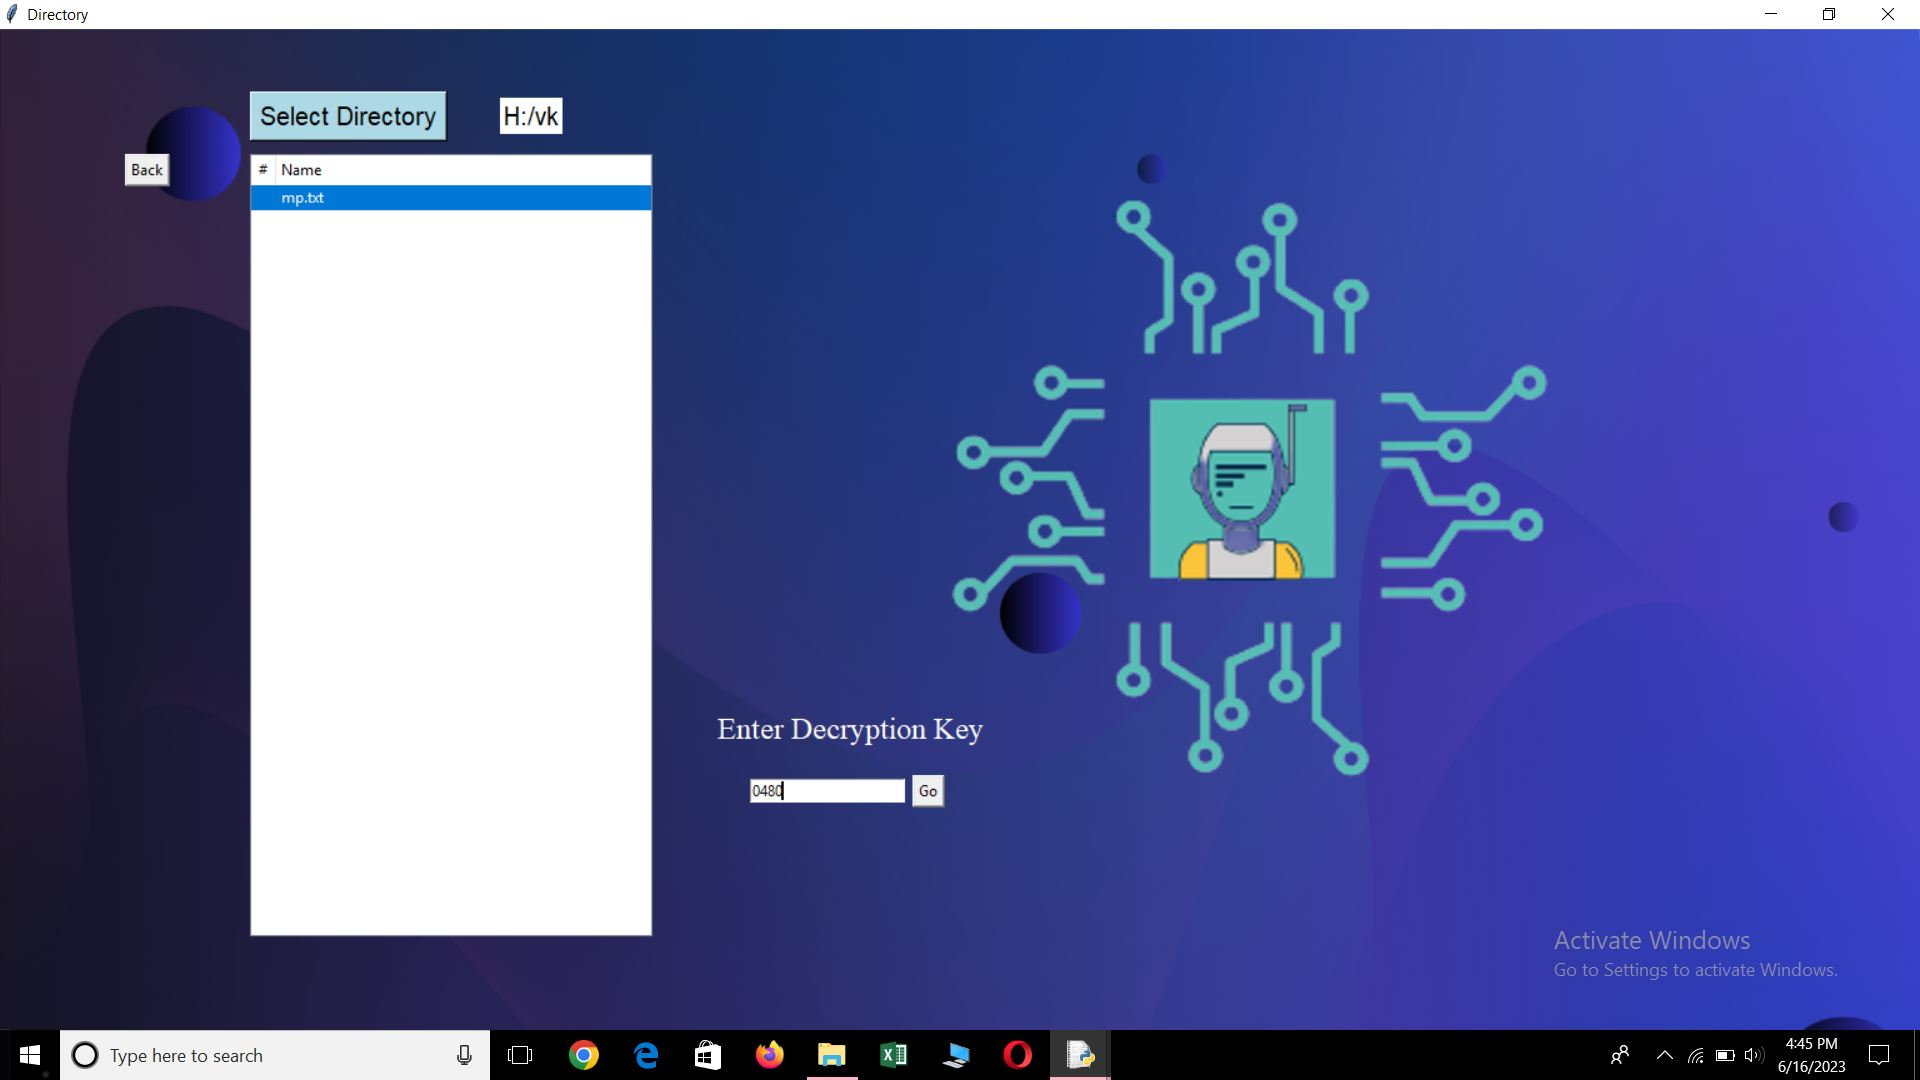 Directory
Select Directory
H:/vk
Back
# Name
mp.txt
Enter Decryption Key
0480
Go
Activate Windows
Go to Settings to activate Windows.
Type here to search
4:45 PM
6/16/2023